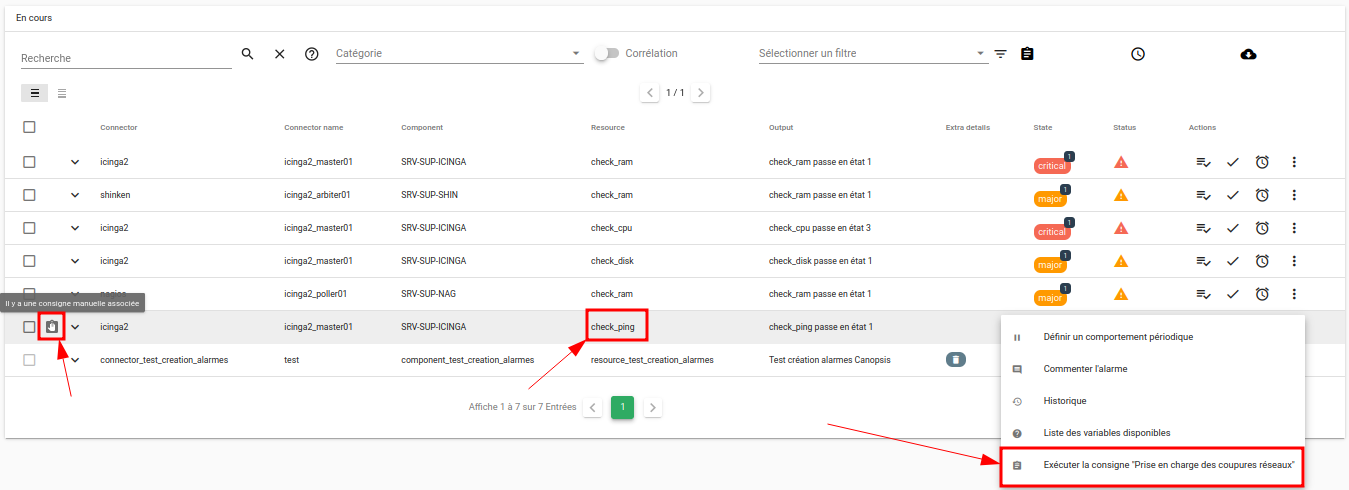 En cours
Recherche Catégorie Corrélation Sélectionner un filtre
1 / 1
Connector Connector name Component Resource Output Extra details State Status Actions
icinga2 icinga2_master01 SRV-SUP-ICINGA check_ram check_ram passe en état 1 critical 1
shinken icinga2_arbiter01 SRV-SUP-SHIN check_ram check_ram passe en état 1 major 1
icinga2 icinga2_master01 SRV-SUP-ICINGA check_cpu check_cpu passe en état 3 critical 1
icinga2 icinga2_master01 SRV-SUP-ICINGA check_disk check_disk passe en état 1 major 1
icinga2_poller01 SRV-SUP-NAG check_ram check_ram passe en état 1 major 1
Il y a une consigne manuelle associée
icinga2 icinga2_master01 SRV-SUP-ICINGA check_ping check_ping passe en état 1
connector_test_creation_alarmes test component_test_creation_alarmes resource_test_creation_alarmes Test création alarmes Canopsis
Affiche 1 à 7 sur 7 Entrées 1
Définir un comportement périodique
Commenter l'alarme
Historique
Liste des variables disponibles
Exécuter la consigne "Prise en charge des coupures réseaux"